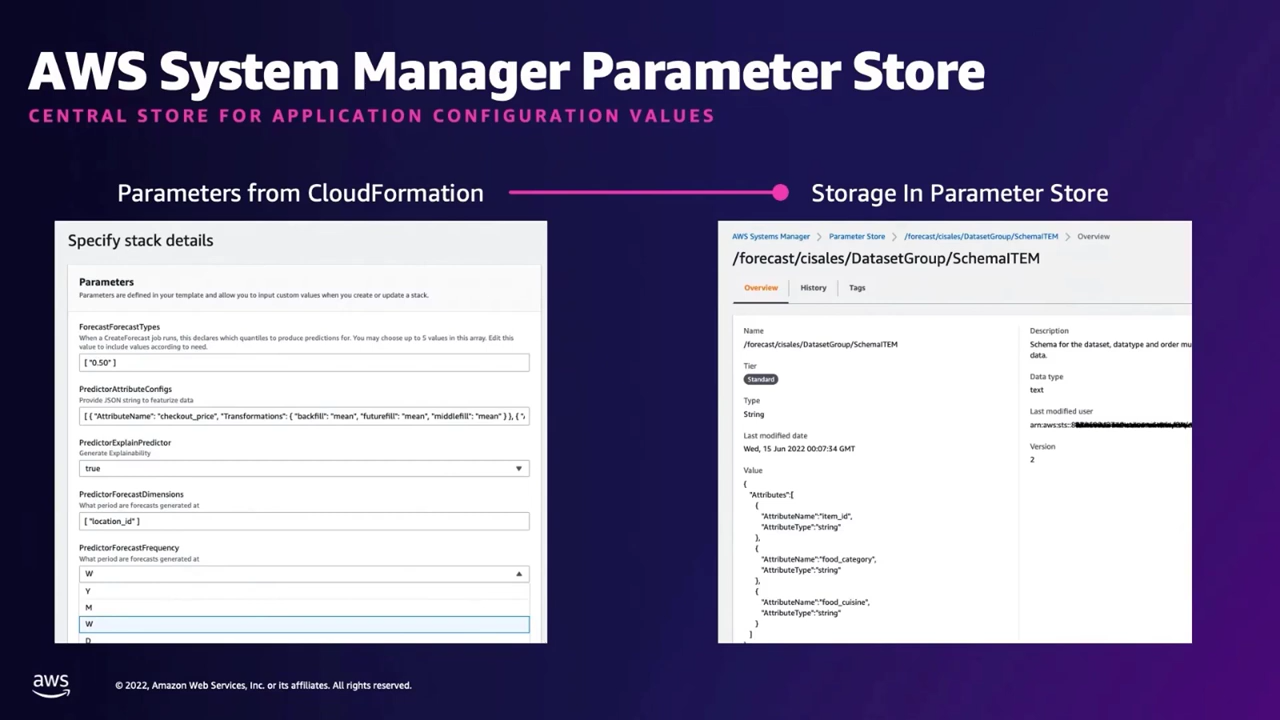 AWS System Manager Parameter Store
CENTRAL STORE FOR APPLICATION CONFIGURATION VALUES
Parameters from CloudFormation
Storage In Parameter Store
Specify stack details
Parameters
Parameters are defined in your template and allow you to input custom values when you create or update a stack.
ForecastForecastTypes
When a CreateForecast job runs, this declares which quantiles to produce predictions for. You may choose up to 5 values in this array. Edit this
value to include values according to need.
[ "0.50" ]
PredictorAttributeConfigs
Provide JSON string to featurize data
[ { "AttributeName": "checkout_price", "Transformations": { "backfill": "mean", "futurefill": "mean", "middlefill": "mean" } }, {
PredictorExplainPredictor
Generate Explainability
true
PredictorForecastDimensions
What period are forecasts generated at
[ "location_id" ]
PredictorForecastFrequency
What period are forecasts generated at
W
Y
M
W
D
AWS Systems Manager > Parameter Store > /forecast/cisales/DatasetGroup/SchemaITEM > Overview
/forecast/cisales/DatasetGroup/SchemaITEM
Overview
History
Tags
Name
/forecast/cisales/DatasetGroup/SchemaITEM
Tier
Standard
Type
String
Last modified date
Wed, 15 Jun 2022 00:07:34 GMT
Value
{
"Attributes":[
{
"AttributeName":"item_id",
"AttributeType":"string"
},
{
"AttributeName":"food_category",
"AttributeType":"string"
},
{
"AttributeName":"food_cuisine",
"AttributeType":"string"
}
]
Description
Schema for the dataset, datatype and order mu
data.
Data type
text
Last modified user
arn:aws:sts::
Version
2
aws
© 2022, Amazon Web Services, Inc. or its affiliates. All rights reserved.